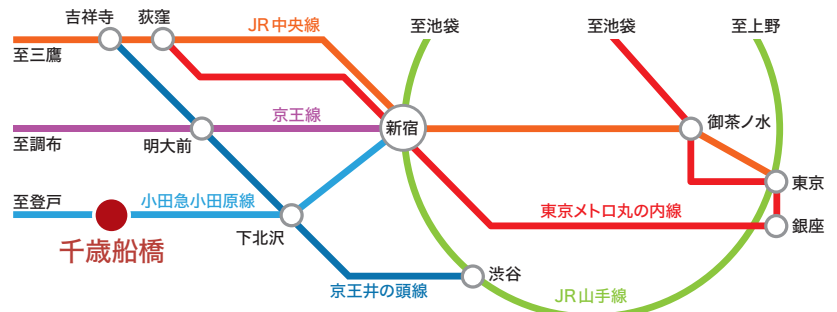 吉祥寺
荻窪
JR中央線
至池袋
至池袋
至上野
至三鷹
京王線
新宿
御茶ノ水
至調布
明大前
東京
至登戸
小田急小田原線
東京メトロ丸の内線
銀座
千歳船橋
下北沢
渋谷
京王井の頭線
JR山手線